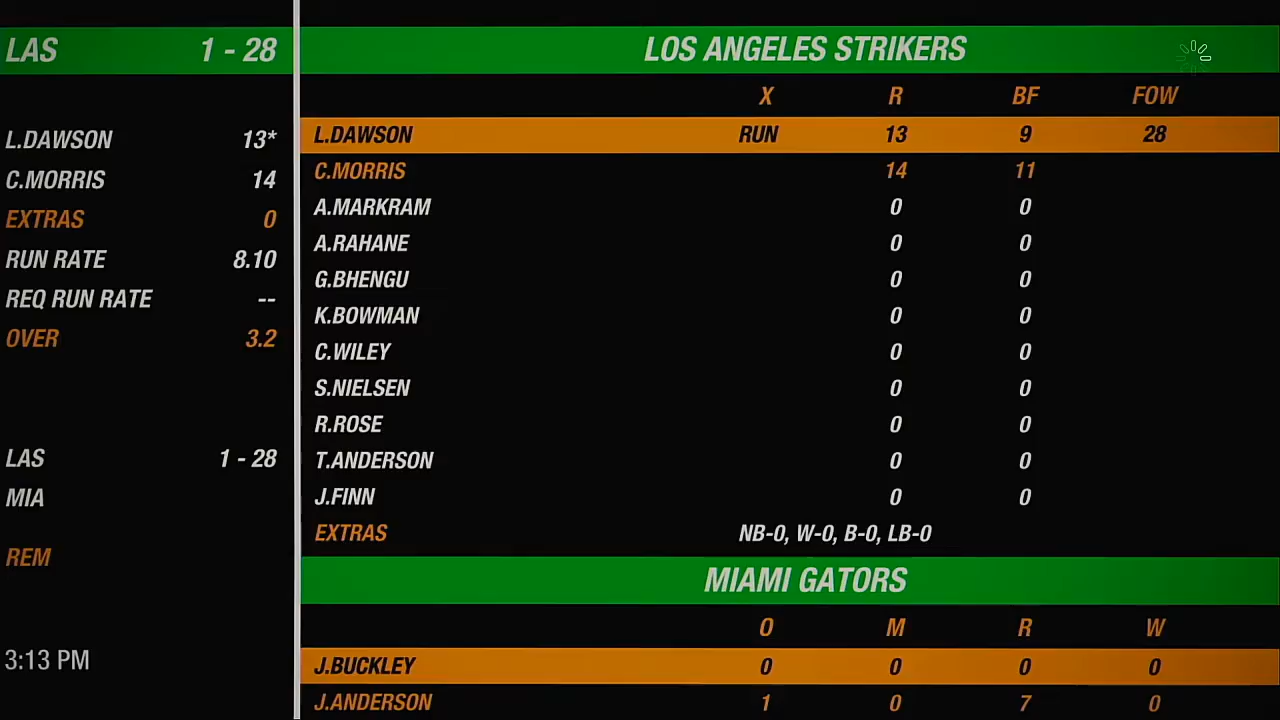 LAS 1 - 28
L.DAWSON 13*
C.MORRIS 14
EXTRAS 0
RUN RATE 8.10
REQ RUN RATE --
OVER 3.2
LAS 1 - 28
MIA
REM
3:13 PM
LOS ANGELES STRIKERS
X R BF FOW
L.DAWSON RUN 13 9 28
C.MORRIS 14 11
A.MARKRAM 0 0
A.RAHANE 0 0
G.BHENGU 0 0
K.BOWMAN 0 0
C.WILEY 0 0
S.NIELSEN 0 0
R.ROSE 0 0
T.ANDERSON 0 0
J.FINN 0 0
EXTRAS NB-0, W-0, B-0, LB-0
MIAMI GATORS
O M R W
J.BUCKLEY 0 0 0 0
J.ANDERSON 1 0 7 0